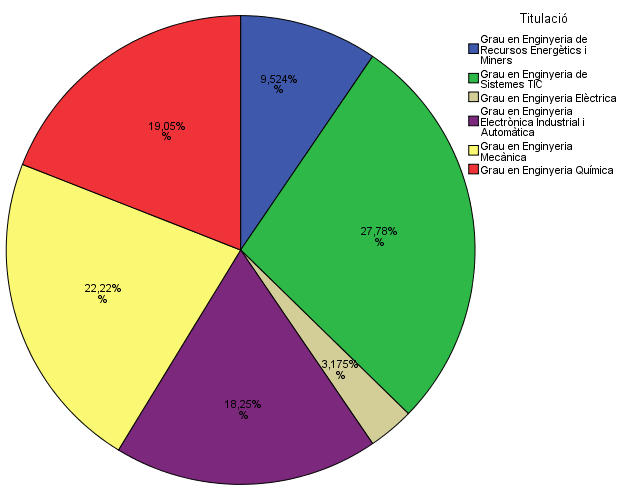 Titulació
Grau en Enginyeria de
Recursos Energètics i
Miners
Grau en Enginyeria de
Sistemes TIC
Grau en Enginyeria Elèctrica
Grau en Enginyeria
Electrònica Industrial i
Automàtica
Grau en Enginyeria
Mecànica
Grau en Enginyeria Química
9,524%
%
19,05%
%
27,78%
%
22,22%
%
3,175%
%
18,25%
%